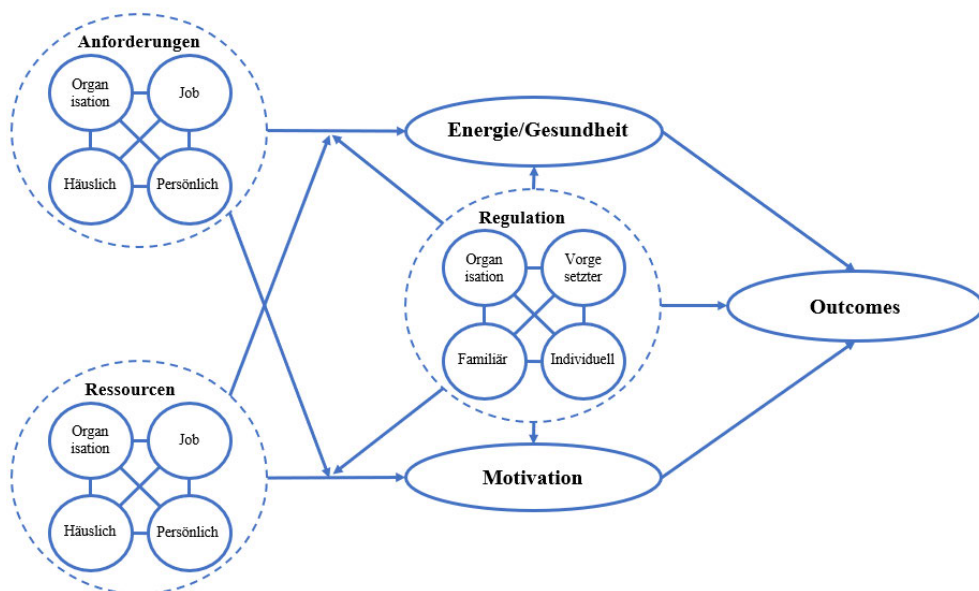 Anforderungen
Organ
isation
Job
Häuslich
Persönlich
Energie/Gesundheit
Regulation
Organ
isation
Vorge
setzter
Familiär
Individuell
Outcomes
Ressourcen
Organ
isation
Job
Häuslich
Persönlich
Motivation